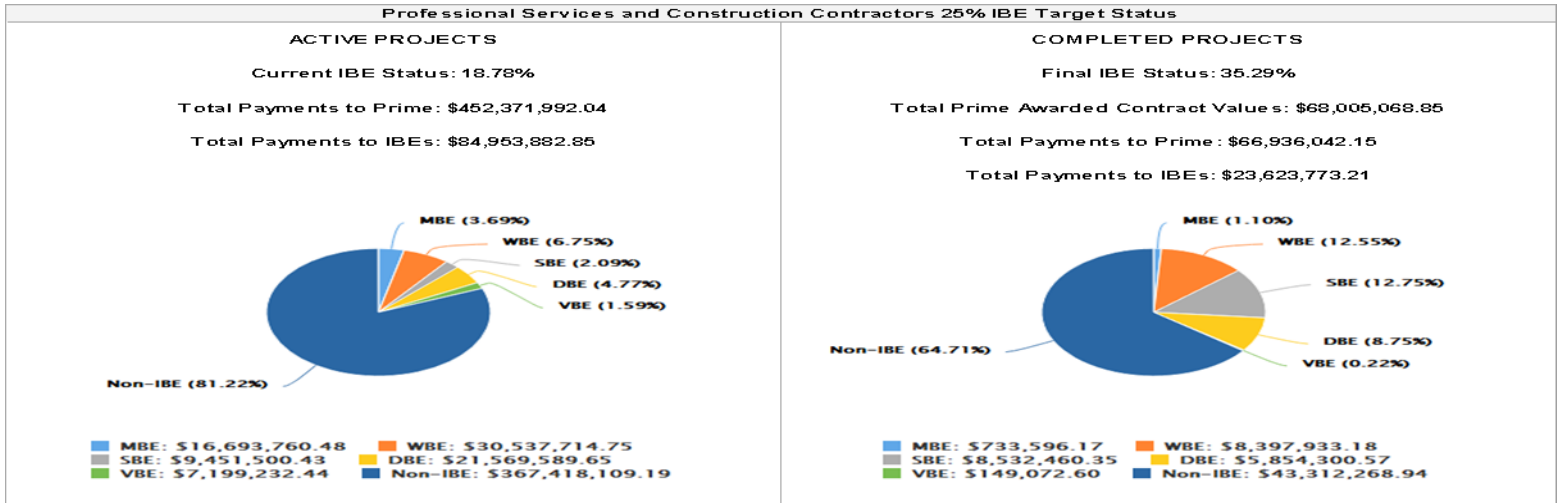 Professional Services and Construction Contractors 25% IBE Target Status
ACTIVE PROJECTS
Current IBE Status: 18.78%
Total Payments to Prime: $452,371,992.04
Total Payments to IBEs: $84,953,882.85
MBE (3.69%)
WBE (6.75%)
SBE (2.09%)
DBE (4.77%)
VBE (1.59%)
Non-IBE (81.22%)
MBE: $16,693,760.48 WBE: $30,537,714.75
SBE: $9,451,500.43 DBE: $21,569,589.65
VBE: $7,199,232.44 Non-IBE: $367,418,109.19
COMPLETED PROJECTS
Final IBE Status: 35.29%
Total Prime Awarded Contract Values: $68,005,068.85
Total Payments to Prime: $66,936,042.15
Total Payments to IBEs: $23,623,773.21
MBE (1.10%)
WBE (12.55%)
SBE (12.75%)
DBE (8.75%)
VBE (0.22%)
Non-IBE (64.71%)
MBE: $733,596.17 WBE: $8,397,933.18
SBE: $8,532,460.35 DBE: $5,854,300.57
VBE: $149,072.60 Non-IBE: $43,312,268.94